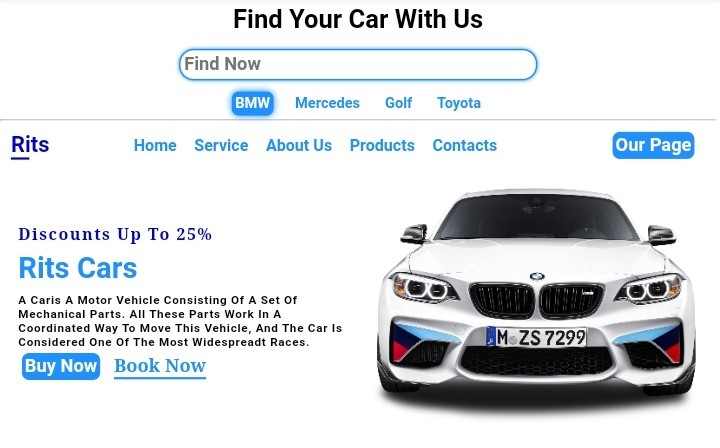 Find Your Car With Us
Find Now
BMW Mercedes Golf Toyota
Rits Home Service About Us Products Contacts Our Page
Discounts Up To 25%
Rits Cars
A Caris A Motor Vehicle Consisting Of A Set Of
Mechanical Parts. All These Parts Work In A
Coordinated Way To Move This Vehicle, And The Car Is
Considered One Of The Most Widespreadt Races.
Buy Now Book Now
M ZS 7299